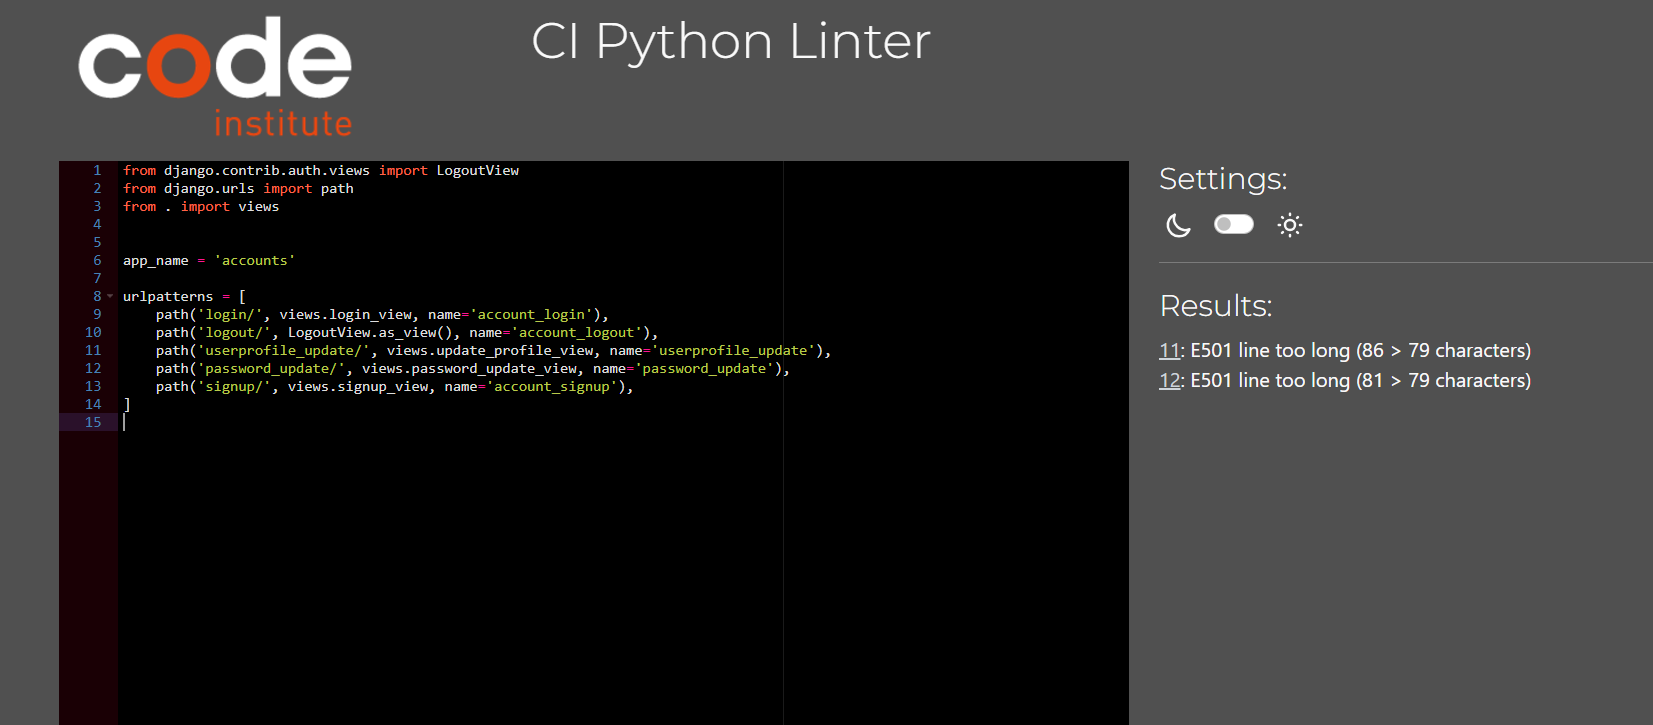 code
institute
CI Python Linter
1 from django.contrib.auth.views import LogoutView
2 from django.urls import path
3 from . import views
4
5
6 app_name = 'accounts'
7
8 urlpatterns = [
9     path('login/', views.login_view, name='account_login'),
10     path('logout/', LogoutView.as_view(), name='account_logout'),
11     path('userprofile_update/', views.update_profile_view, name='userprofile_update'),
12     path('password_update/', views.password_update_view, name='password_update'),
13     path('signup/', views.signup_view, name='account_signup'),
14 ]
15
Settings:
Results:
11: E501 line too long (86 > 79 characters)
12: E501 line too long (81 > 79 characters)